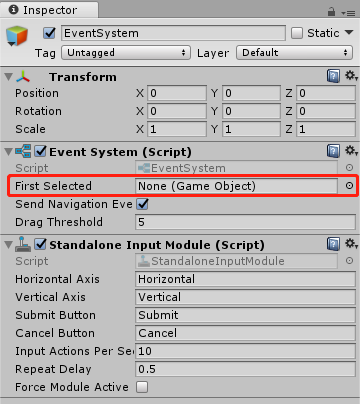 Inspector
EventSystem Static
Tag Untagged Layer Default
Transform
Position X 0 Y 0 Z 0
Rotation X 0 Y 0 Z 0
Scale X 1 Y 1 Z 1
Event System (Script)
Script EventSystem
First Selected None (Game Object)
Send Navigation Eve
Drag Threshold 5
Standalone Input Module (Script)
Script StandaloneInputModule
Horizontal Axis Horizontal
Vertical Axis Vertical
Submit Button Submit
Cancel Button Cancel
Input Actions Per Sec 10
Repeat Delay 0.5
Force Module Active